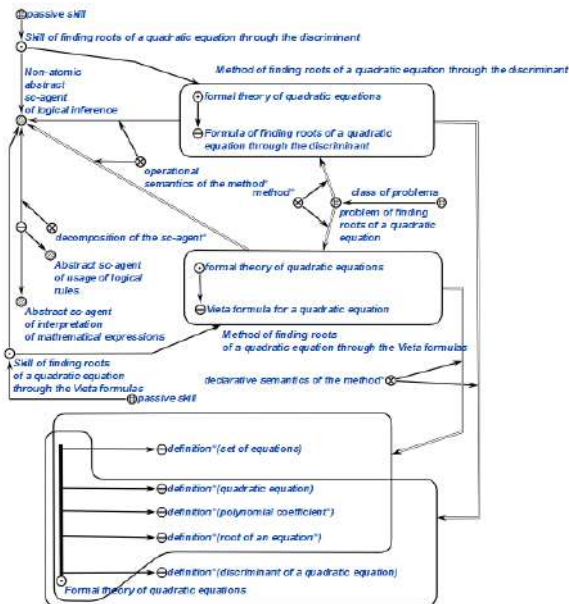 passive skill
Skill of finding roots of a quadratic equation through the discriminant
Non-atomic
abstract
sc-agent
of logical inference
Method of finding roots of a quadratic equation through the discriminant
formal theory of quadratic equations
Formula of finding roots of a quadratic
equation through the discriminant
operational
semantics of the method*
method*
class of problems
problem of finding
roots of a quadratic
equation
decomposition of the sc-agent*
Abstract sc-agent
of usage of logical
rules
Abstract sc-agent
of interpretation
of mathematical expressions
formal theory of quadratic equations
Vieta formula for a quadratic equation
Method of finding roots
of a quadratic equation through the Vieta formulas
Skill of finding roots
of a quadratic equation
through the Vieta formulas
declarative semantics of the method*
passive skill
definition*(set of equations)
definition*(quadratic equation)
definition*(polynomial coefficient*)
definition*(root of an equation*)
definition*(discriminant of a quadratic equation)
Formal theory of quadratic equations